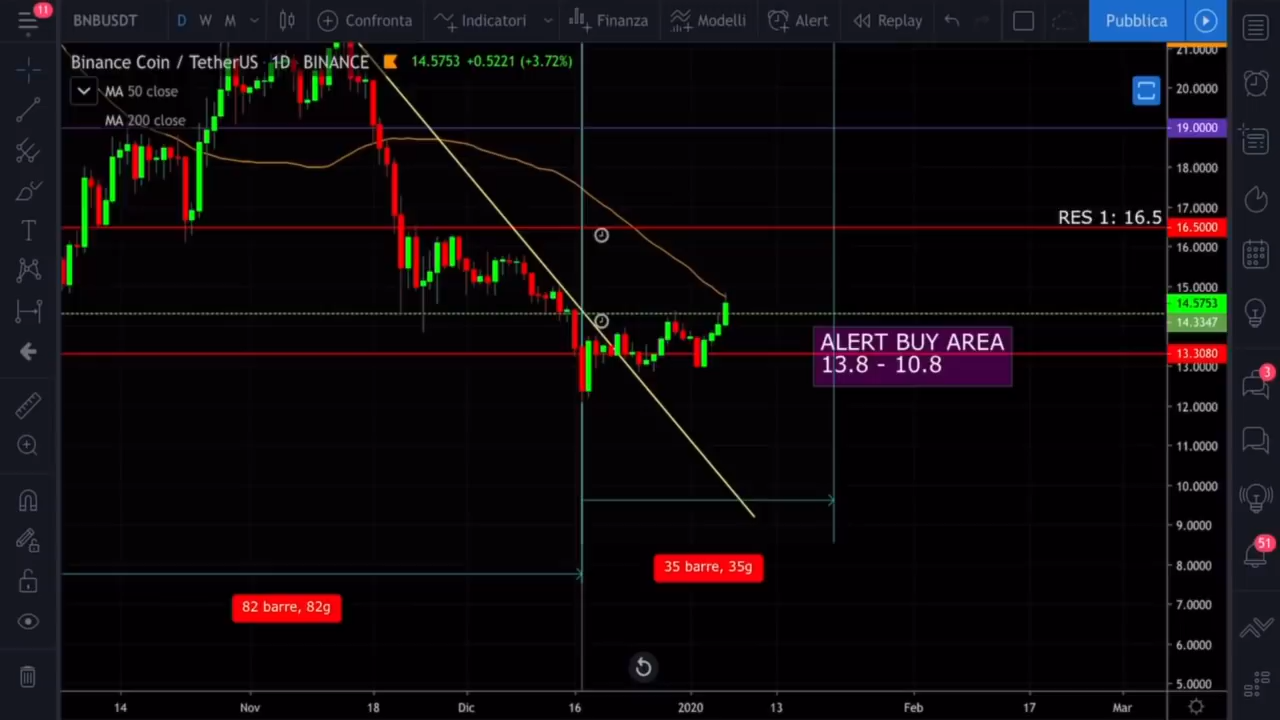 11
BNBUSDT
D
W
M
Confronta
Indicatori
Finanza
Modelli
Alert
Replay
Pubblica
Binance Coin / TetherUS 1D BINANCE 14.5753 +0.5221 (+3.72%)
MA 50 close
MA 200 close
RES 1: 16.5
ALERT BUY AREA
13.8 - 10.8
35 barre, 35g
82 barre, 82g
21.0000
20.0000
19.0000
18.0000
17.0000
16.5000
16.0000
15.0000
14.5753
14.3347
13.3080
13.0000
12.0000
11.0000
10.0000
9.0000
8.0000
7.0000
6.0000
5.0000
14
Nov
18
Dic
16
2020
13
Feb
17
Mar
3
51